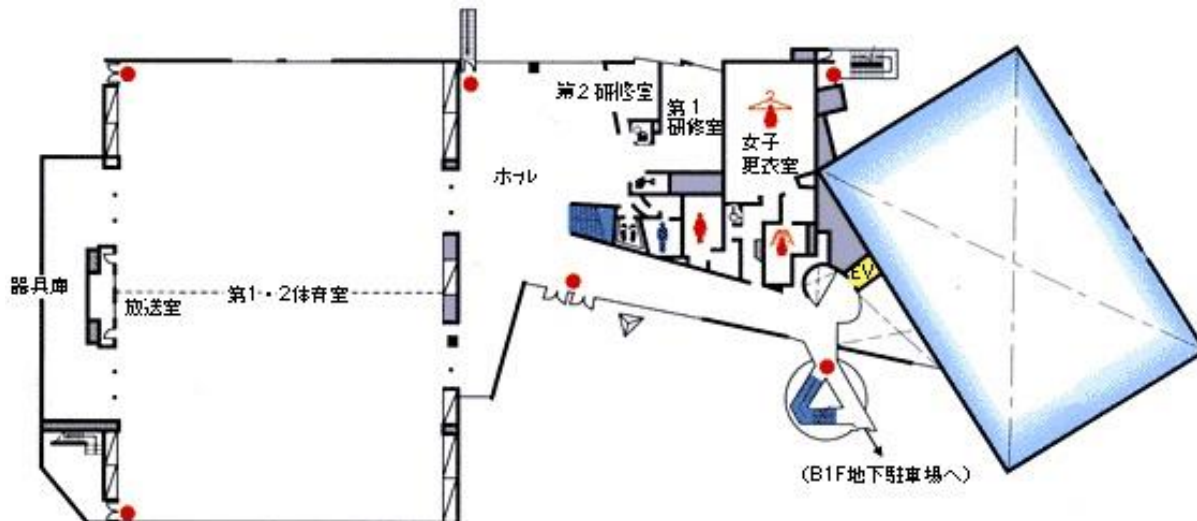 第2研修室
第1
研修室
女子
更衣室
ホール
EV
器具庫
放送室
第1・2体育室
(B1F地下駐車場へ)